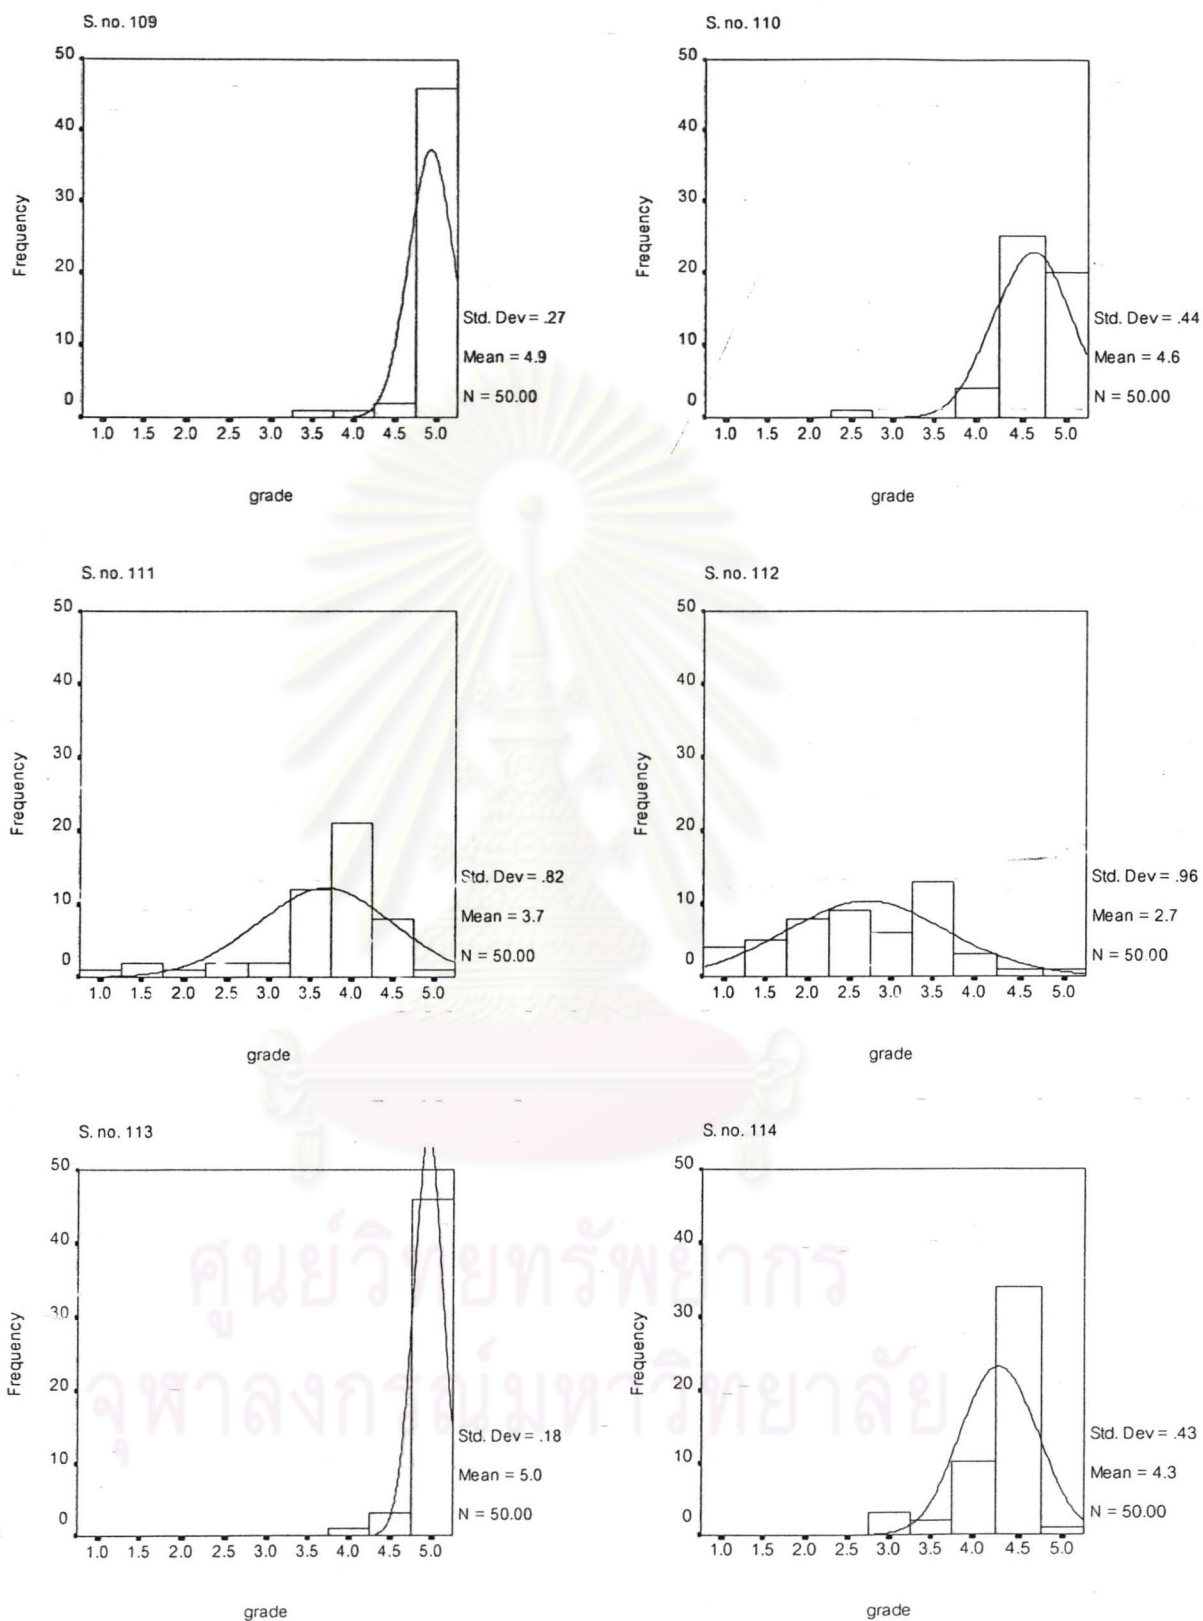 S. no. 109
50
40
30
20
10
0
Frequency
1.0 1.5 2.0 2.5 3.0 3.5 4.0 4.5 5.0
grade
Std. Dev = .27
Mean = 4.9
N = 50.00
S. no. 110
50
40
30
20
10
0
Frequency
1.0 1.5 2.0 2.5 3.0 3.5 4.0 4.5 5.0
grade
Std. Dev = .44
Mean = 4.6
N = 50.00
S. no. 111
50
40
30
20
10
0
Frequency
1.0 1.5 2.0 2.5 3.0 3.5 4.0 4.5 5.0
grade
Std. Dev = .82
Mean = 3.7
N = 50.00
S. no. 112
50
40
30
20
10
0
Frequency
1.0 1.5 2.0 2.5 3.0 3.5 4.0 4.5 5.0
grade
Std. Dev = .96
Mean = 2.7
N = 50.00
S. no. 113
50
40
30
20
10
0
Frequency
1.0 1.5 2.0 2.5 3.0 3.5 4.0 4.5 5.0
grade
Std. Dev = .18
Mean = 5.0
N = 50.00
S. no. 114
50
40
30
20
10
0
Frequency
1.0 1.5 2.0 2.5 3.0 3.5 4.0 4.5 5.0
grade
Std. Dev = .43
Mean = 4.3
N = 50.00
ศูนย์วิทยทรัพยากร
จุฬาลงกรณ์มหาวิทยาลัย